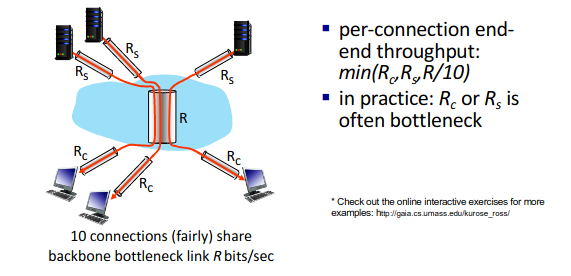 Rs
Rs
Rs
R
Rc
Rc
Rc
10 connections (fairly) share
backbone bottleneck link R bits/sec
▪ per-connection end-
end throughput:
min(Rc,Rs,R/10)
▪ in practice: Rc or Rs is
often bottleneck
* Check out the online interactive exercises for more
examples: http://gaia.cs.umass.edu/kurose_ross/